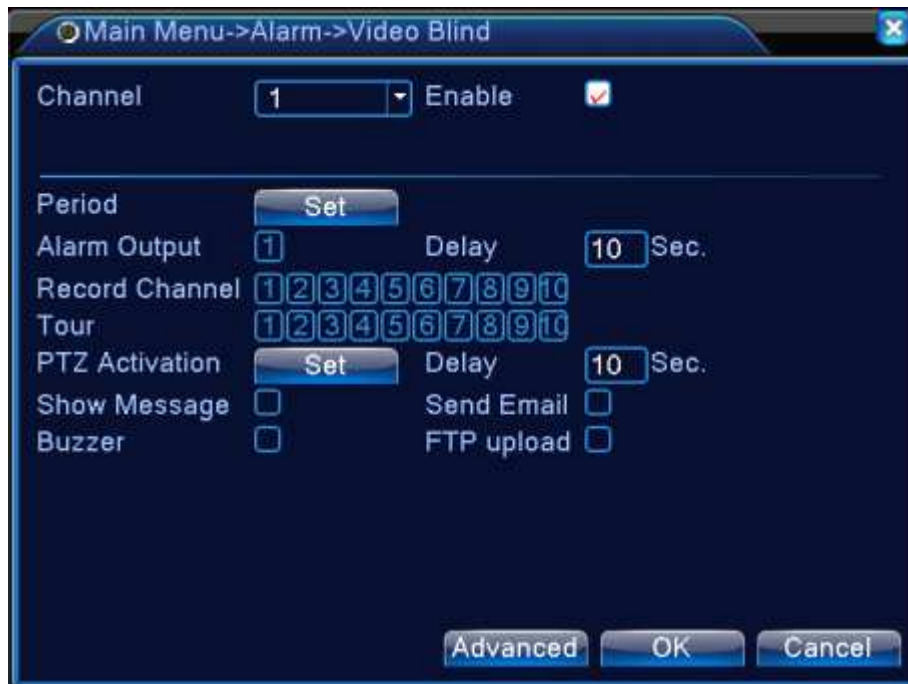 Main Menu->Alarm->Video Blind
Channel 1 Enable
Period Set
Alarm Output 1 Delay 10 Sec.
Record Channel 1 2 3 4 5 6 7 8 9 10
Tour 1 2 3 4 5 6 7 8 9 10
PTZ Activation Set Delay 10 Sec.
Show Message Send Email
Buzzer FTP upload
Advanced OK Cancel